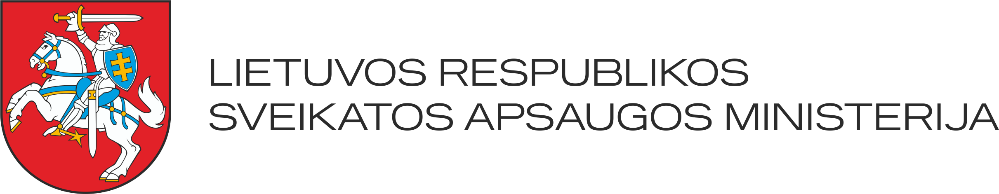 LIETUVOS RESPUBLIKOS
SVEIKATOS APSAUGOS MINISTERIJA